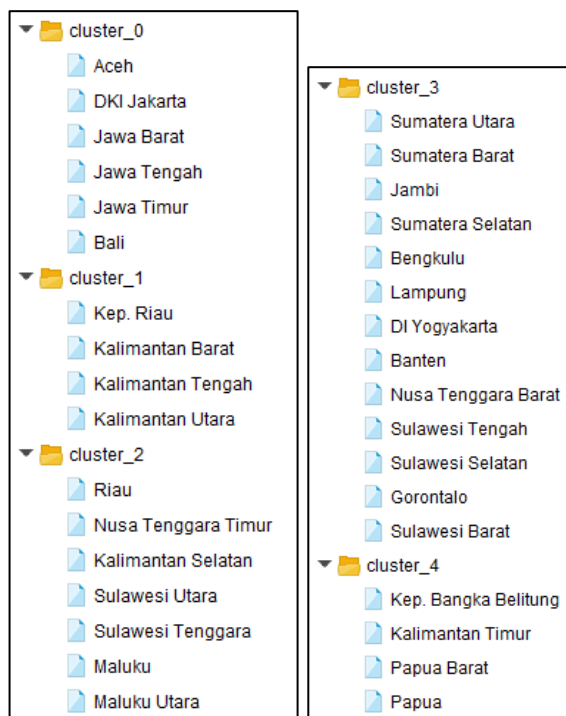 cluster_0
Aceh
DKI Jakarta
Jawa Barat
Jawa Tengah
Jawa Timur
Bali
cluster_1
Kep. Riau
Kalimantan Barat
Kalimantan Tengah
Kalimantan Utara
cluster_2
Riau
Nusa Tenggara Timur
Kalimantan Selatan
Sulawesi Utara
Sulawesi Tenggara
Maluku
Maluku Utara
cluster_3
Sumatera Utara
Sumatera Barat
Jambi
Sumatera Selatan
Bengkulu
Lampung
DI Yogyakarta
Banten
Nusa Tenggara Barat
Sulawesi Tengah
Sulawesi Selatan
Gorontalo
Sulawesi Barat
cluster_4
Kep. Bangka Belitung
Kalimantan Timur
Papua Barat
Papua